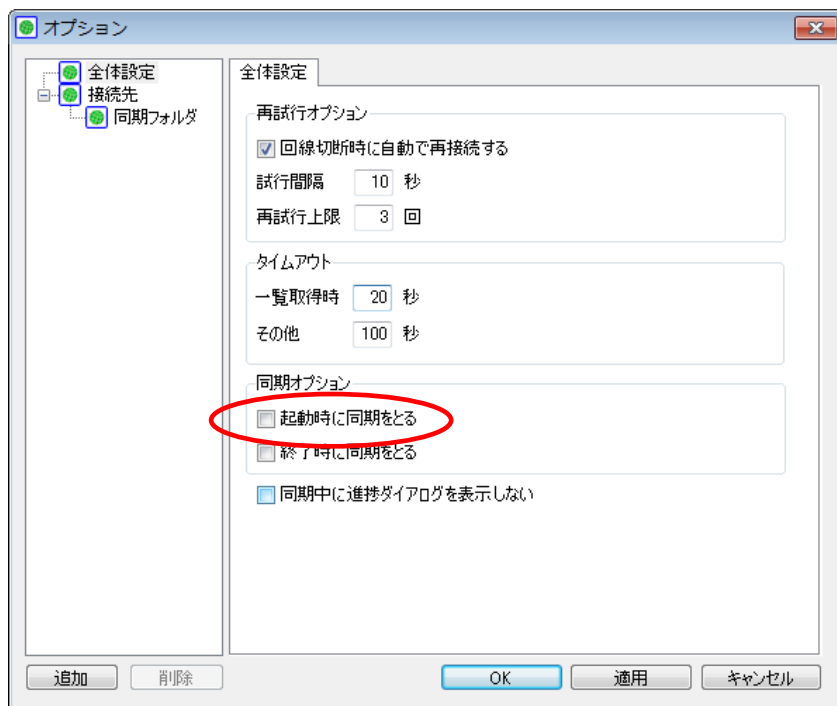 オプション
全体設定
接続先
同期フォルダ
全体設定
再試行オプション
回線切断時に自動で再接続する
試行間隔 10 秒
再試行上限 3 回
タイムアウト
一覧取得時 20 秒
その他 100 秒
同期オプション
起動時に同期をとる
終了時に同期をとる
同期中に進捗ダイアログを表示しない
追加 削除 OK 適用 キャンセル